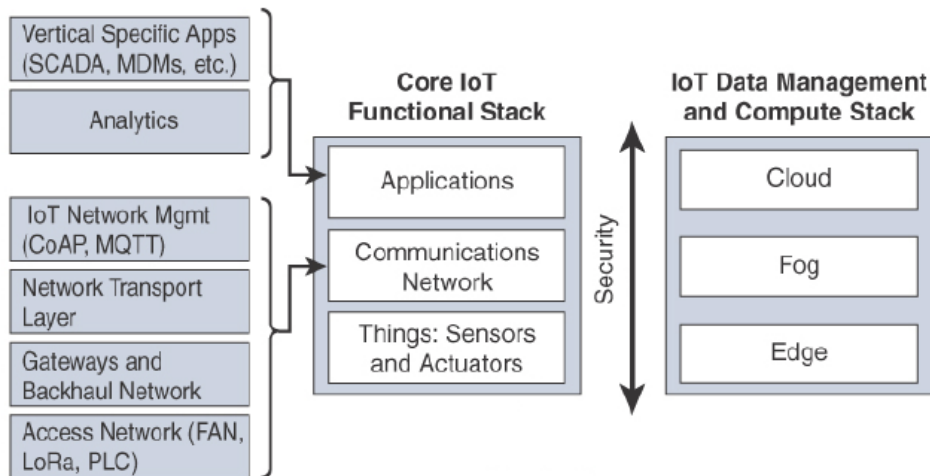 Vertical Specific Apps
(SCADA, MDMs, etc.)
Analytics
IoT Network Mgmt
(CoAP, MQTT)
Network Transport
Layer
Gateways and
Backhaul Network
Access Network (FAN,
LoRa, PLC)
Core IoT
Functional Stack
Applications
Communications
Network
Things: Sensors
and Actuators
Security
IoT Data Management
and Compute Stack
Cloud
Fog
Edge